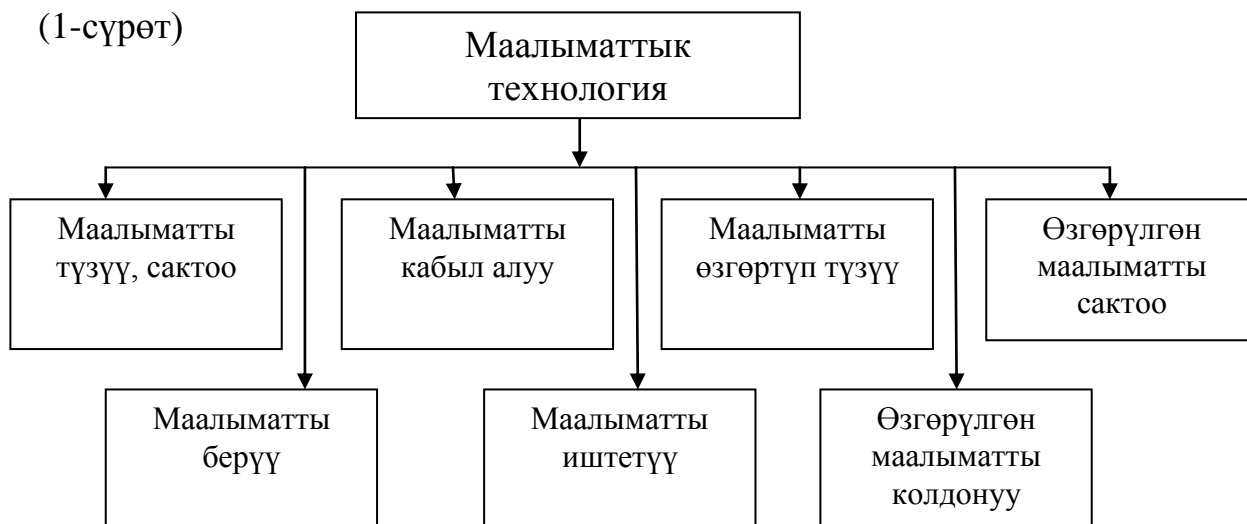 (1-сүрөт)
Маалыматтык
технология
Маалыматты
түзүү, сактоо
Маалыматты
кабыл алуу
Маалыматты
өзгөртүп түзүү
Өзгөрүлгөн
маалыматты
сактоо
Маалыматты
берүү
Маалыматты
иштетүү
Өзгөрүлгөн
маалыматты
колдонуу